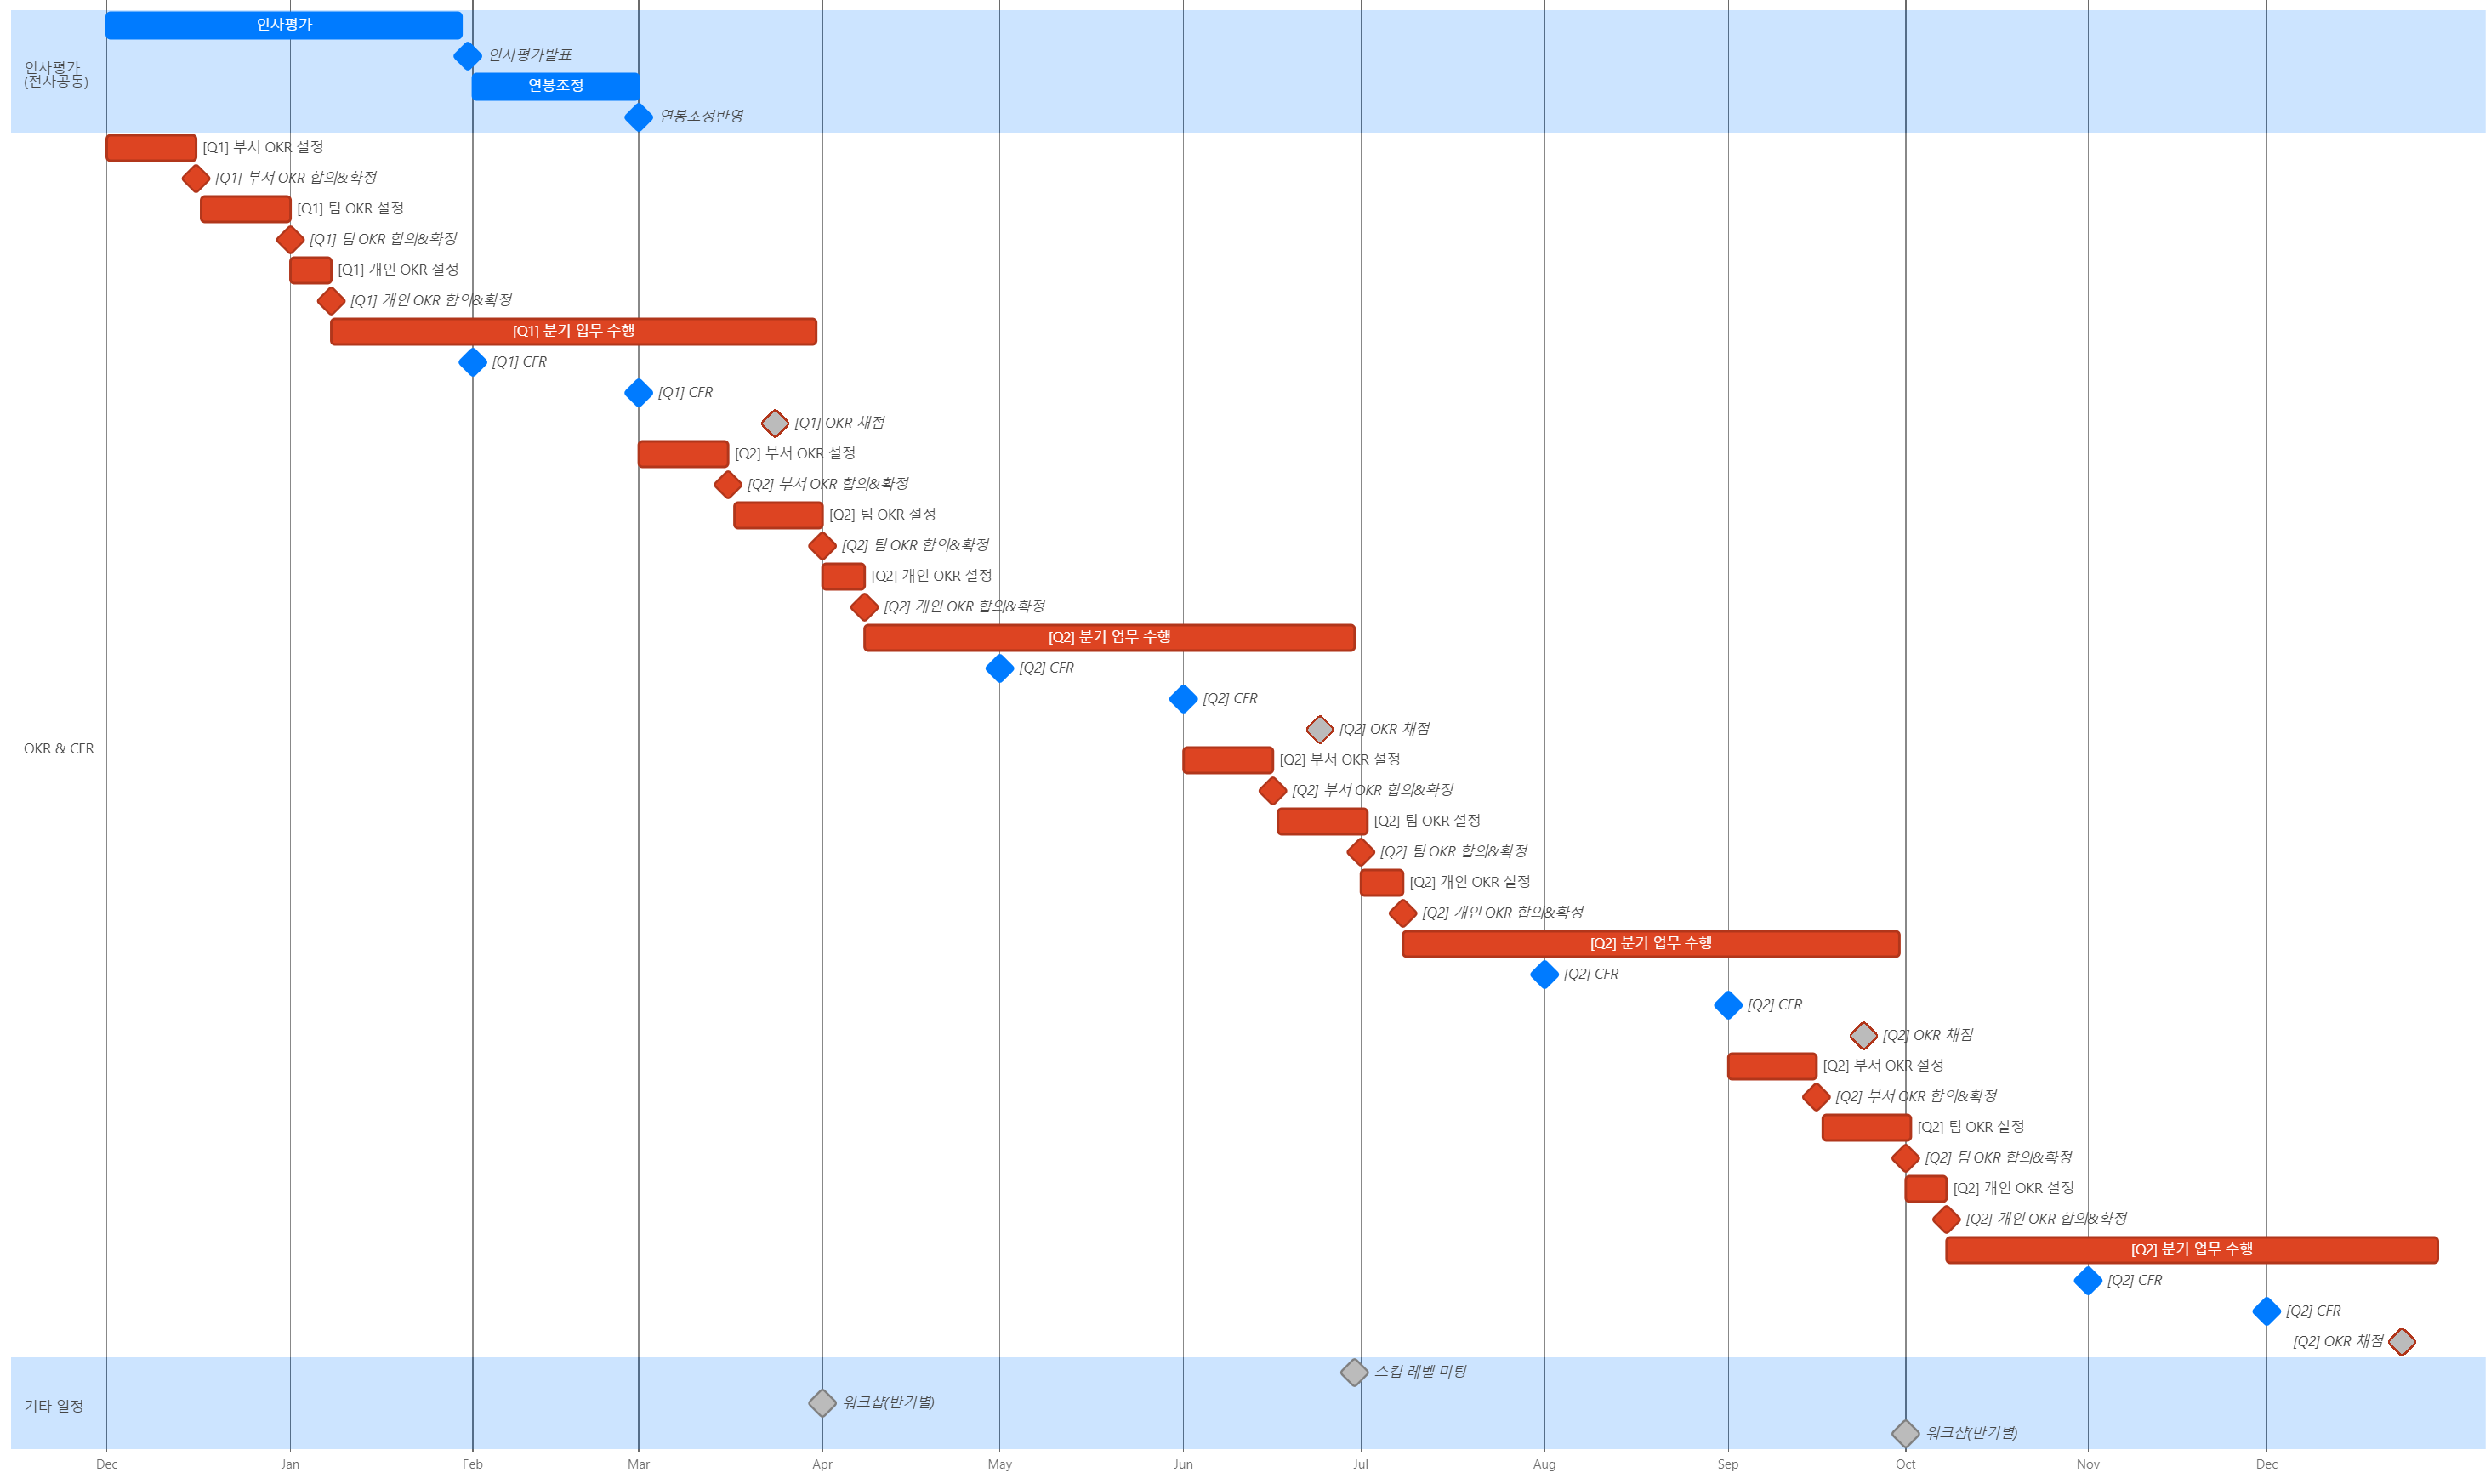 인사평가
인사평가발표
인사평가
(전사공통)
연봉조정
연봉조정반영
[Q1] 부서 OKR 설정
[Q1] 부서 OKR 합의&확정
[Q1] 팀 OKR 설정
[Q1] 팀 OKR 합의&확정
[Q1] 개인 OKR 설정
[Q1] 개인 OKR 합의&확정
[Q1] 분기 업무 수행
[Q1] CFR
[Q1] CFR
[Q1] OKR 채점
[Q2] 부서 OKR 설정
[Q2] 부서 OKR 합의&확정
[Q2] 팀 OKR 설정
[Q2] 팀 OKR 합의&확정
[Q2] 개인 OKR 설정
[Q2] 개인 OKR 합의&확정
[Q2] 분기 업무 수행
[Q2] CFR
[Q2] CFR
[Q2] OKR 채점
OKR & CFR
[Q2] 부서 OKR 설정
[Q2] 부서 OKR 합의&확정
[Q2] 팀 OKR 설정
[Q2] 팀 OKR 합의&확정
[Q2] 개인 OKR 설정
[Q2] 개인 OKR 합의&확정
[Q2] 분기 업무 수행
[Q2] CFR
[Q2] CFR
[Q2] OKR 채점
[Q2] 부서 OKR 설정
[Q2] 부서 OKR 합의&확정
[Q2] 팀 OKR 설정
[Q2] 팀 OKR 합의&확정
[Q2] 개인 OKR 설정
[Q2] 개인 OKR 합의&확정
[Q2] 분기 업무 수행
[Q2] CFR
[Q2] CFR
[Q2] OKR 채점
스킵 레벨 미팅
기타 일정
워크샵(반기별)
워크샵(반기별)
Dec Jan Feb Mar Apr May Jun Jul Aug Sep Oct Nov Dec